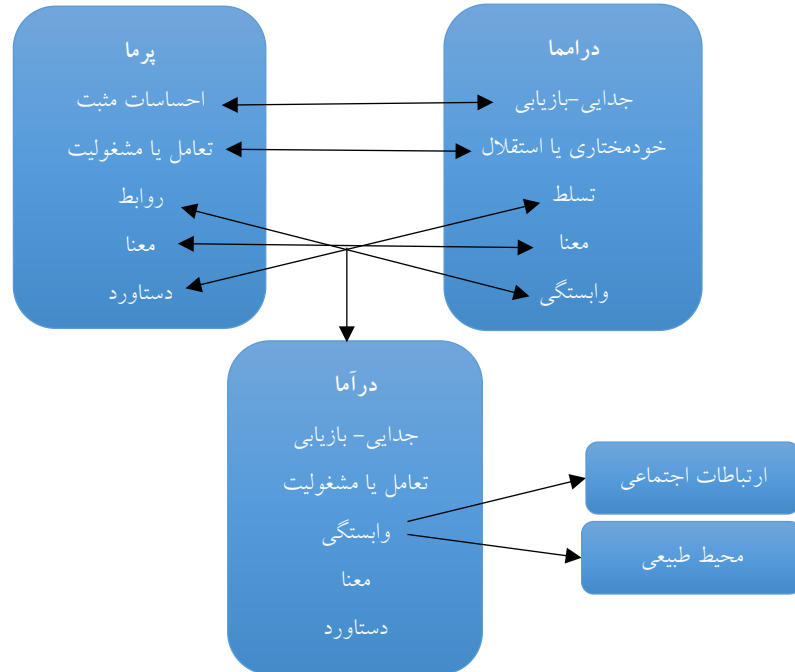 پرما
احساسات مثبت
تعامل یا مشغولیت
روابط
معنا
دستاورد
درامما
جدایی-بازیابی
خودمختاری یا استقلال
تسلط
معنا
وابستگی
درآما
جدایی- بازیابی
تعامل یا مشغولیت
وابستگی
معنا
دستاورد
ارتباطات اجتماعی
محیط طبیعی